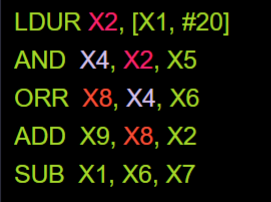 LDUR X2, [X1, #20]
AND X4, X2, X5
ORR X8, X4, X6
ADD X9, X8, X2
SUB X1, X6, X7